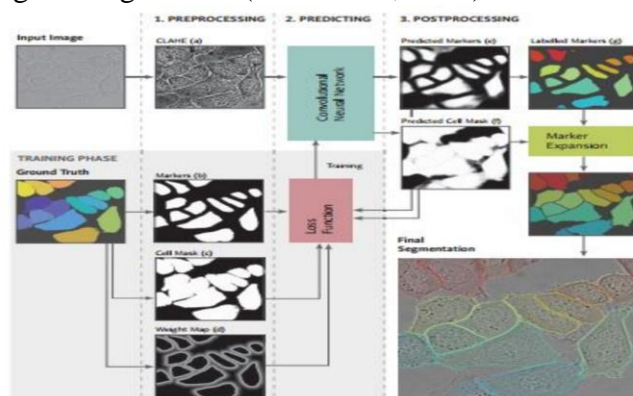 1. PREPROCESSING
2. PREDICTING
3. POSTPROCESSING
Input Image
CLAHE (a)
Convolutional
Neural Network
Predicted Markers (e)
Labelled Markers (g)
Predicted Cell Mask (f)
Marker
Expansion
TRAINING PHASE
Ground Truth
Markers (b)
Training
Loss
Function
Cell Mask (c)
Weight Map (d)
Final
Segmentation